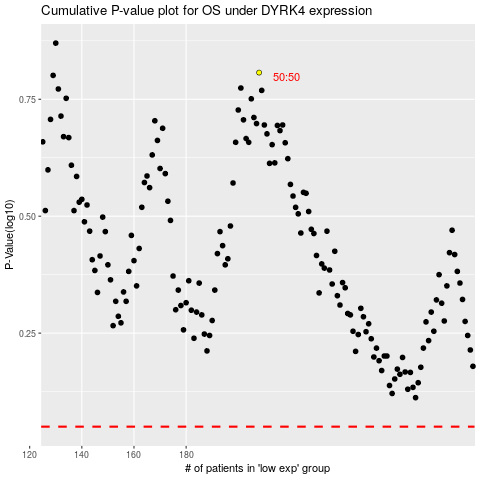 Cumulative P-value plot for OS under DYRK4 expression
50:50
0.75
0.50
0.25
P-Value(log10)
120 140 160 180
# of patients in 'low exp' group